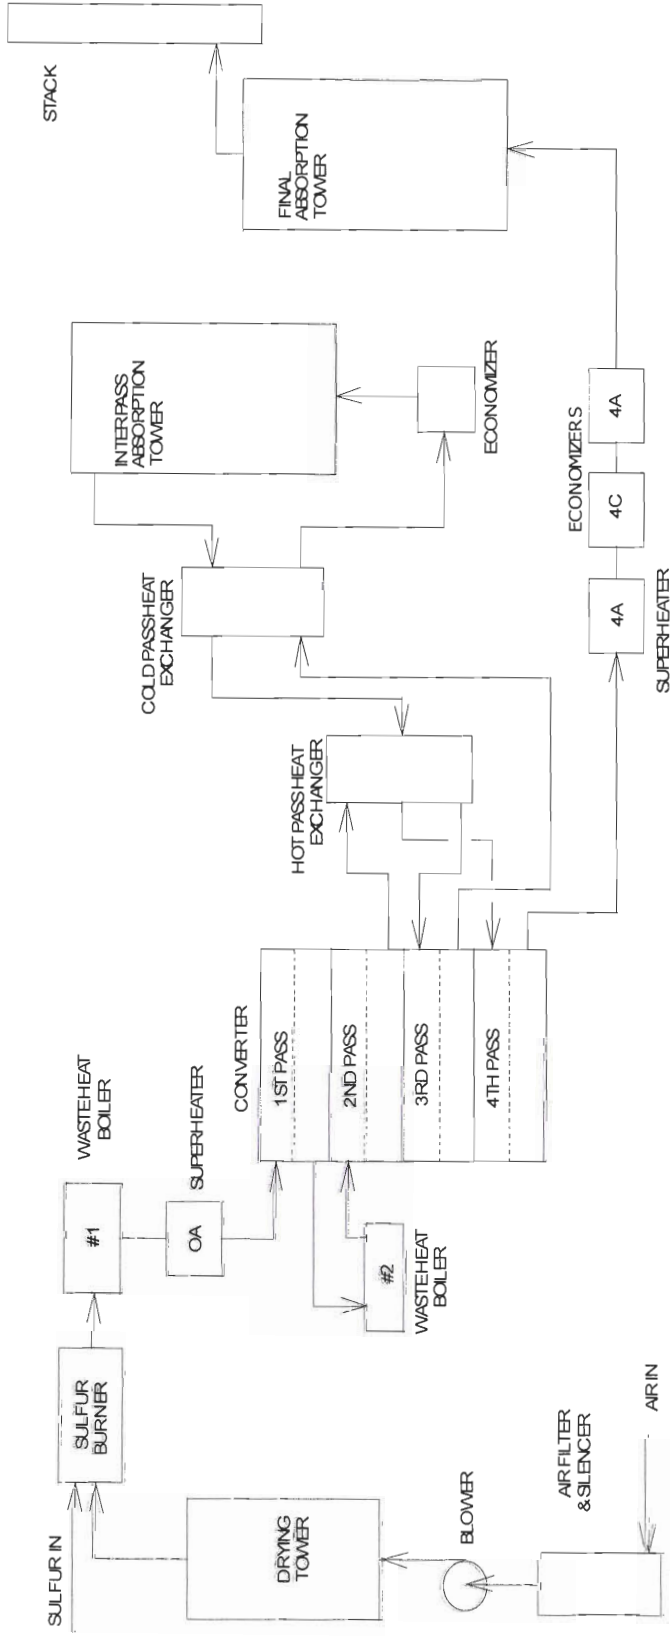 SULFUR IN
SULFUR
BURNER
DRYING
TOWER
BLOWER
AIR FILTER
& SILENCER
AIR IN
WASTE HEAT
BOILER
#1
SUPERHEATER
OA
#2
WASTE HEAT
BOILER
CONVERTER
1ST PASS
2ND PASS
3RD PASS
4TH PASS
HOT PASS HEAT
EXCHANGER
COLD PASS HEAT
EXCHANGER
INTERPASS
ABSORPTION
TOWER
ECONOMIZER
SUPERHEATER
4A
4C
4A
ECONOMIZERS
FINAL
ABSORPTION
TOWER
STACK